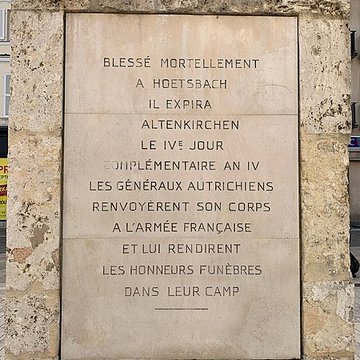 BLESSÉ MORTELLEMENT
A HOETSBACH
IL EXPIRA
ALTENKIRCHEN
LE IVE JOUR
COMPLÉMENTAIRE AN IV
LES GÉNÉRAUX AUTRICHIENS
RENVOYÈRENT SON CORPS
A L'ARMÉE FRANÇAISE
ET LUI RENDIRENT
LES HONNEURS FUNÈBRES
DANS LEUR CAMP